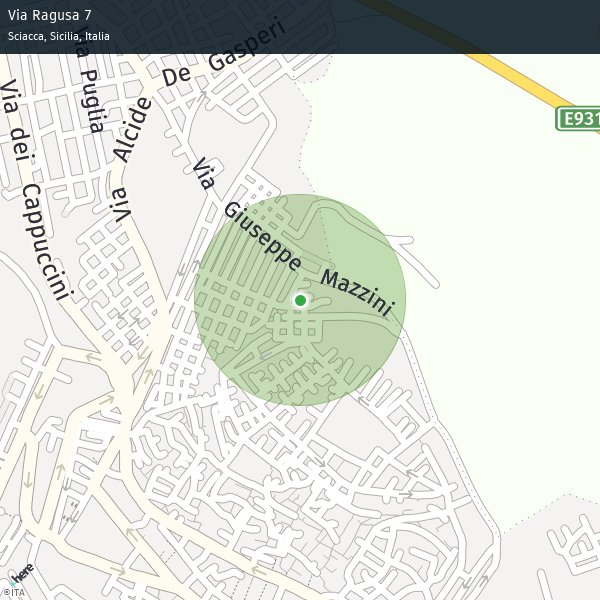 Via Ragusa 7
Sciacca, Sicilia, Italia
Puglia
Via Alcide De Gasperi
Via dei Cappuccini
Via Giuseppe Mazzini
E931
here
©ITA